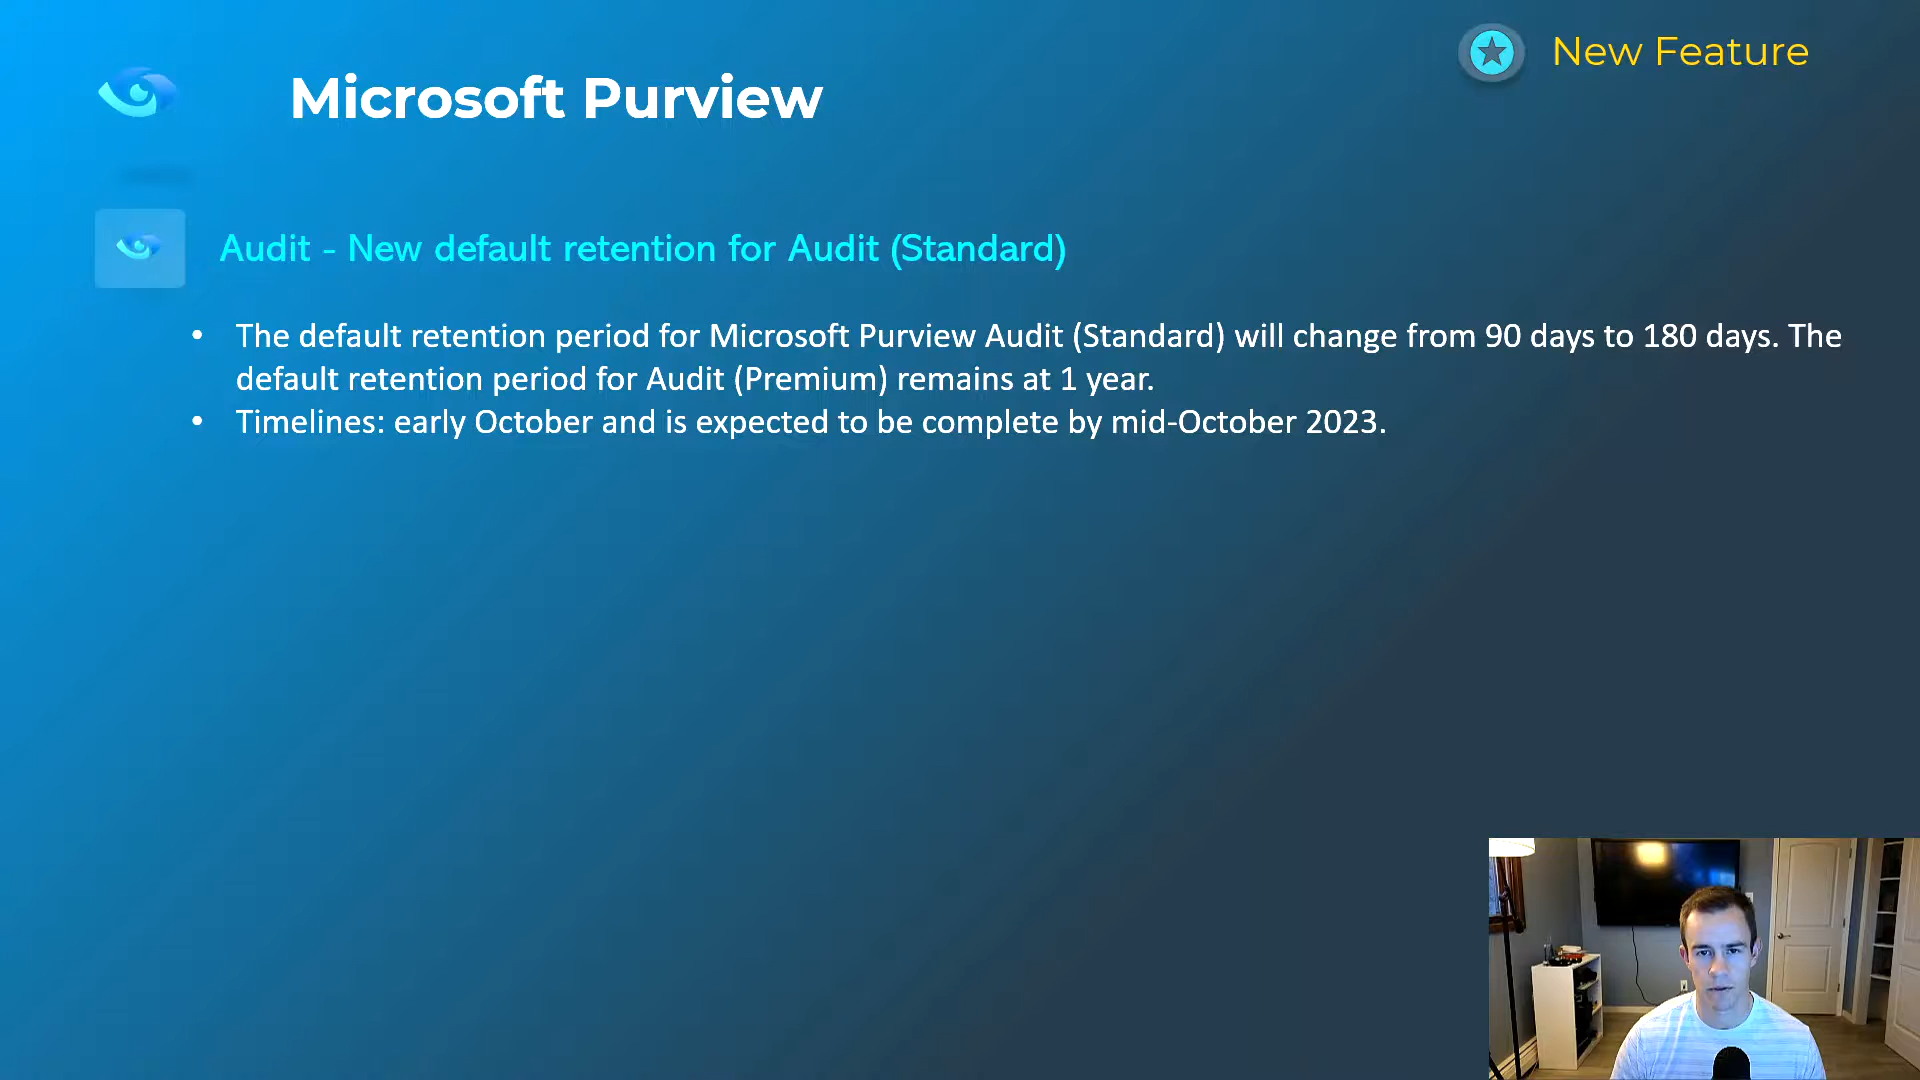 New Feature
Microsoft Purview
Audit - New default retention for Audit (Standard)
• The default retention period for Microsoft Purview Audit (Standard) will change from 90 days to 180 days. The
default retention period for Audit (Premium) remains at 1 year.
• Timelines: early October and is expected to be complete by mid-October 2023.